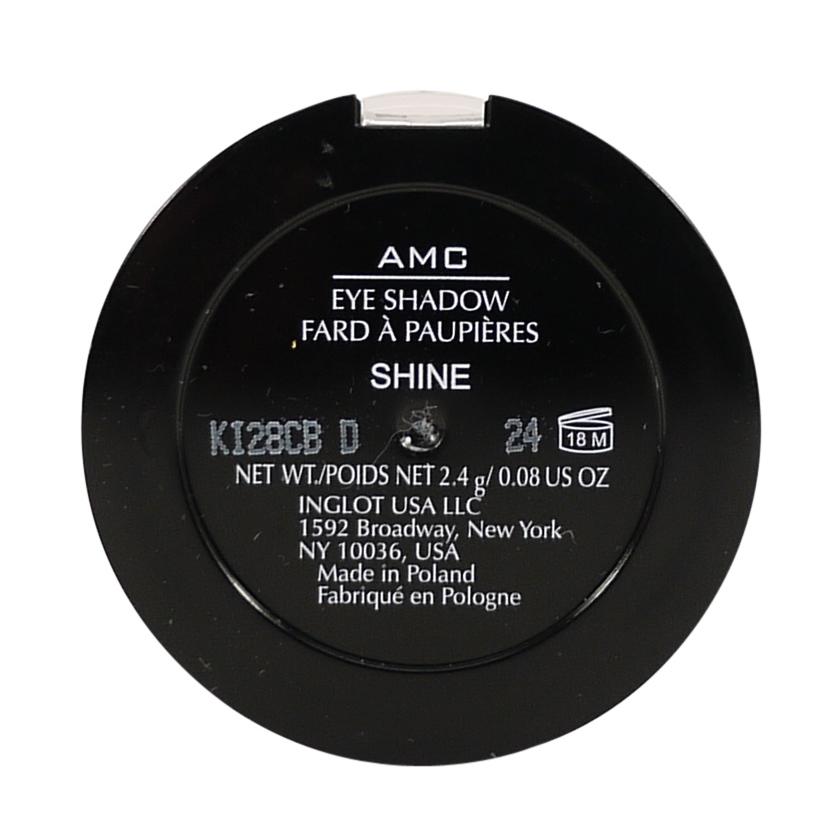 AMC
EYE SHADOW
FARD À PAUPIÈRES
SHINE
KI28CB D 24 18 M
NET WT./POIDS NET 2.4 g/ 0.08 US OZ
INGLOT USA LLC
1592 Broadway, New York
NY 10036, USA
Made in Poland
Fabriqué en Pologne